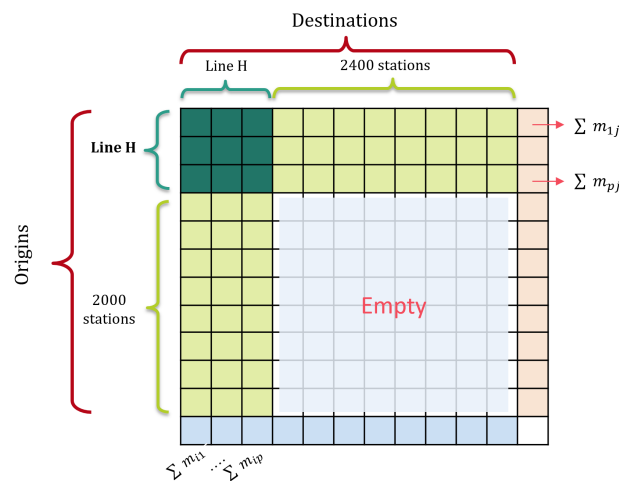 Destinations
Line H
2400 stations
Line H
∑ m₁ⱼ
∑ mₚⱼ
Origins
2000
stations
Empty
∑ mᵢ₁ .... ∑ mᵢₚ